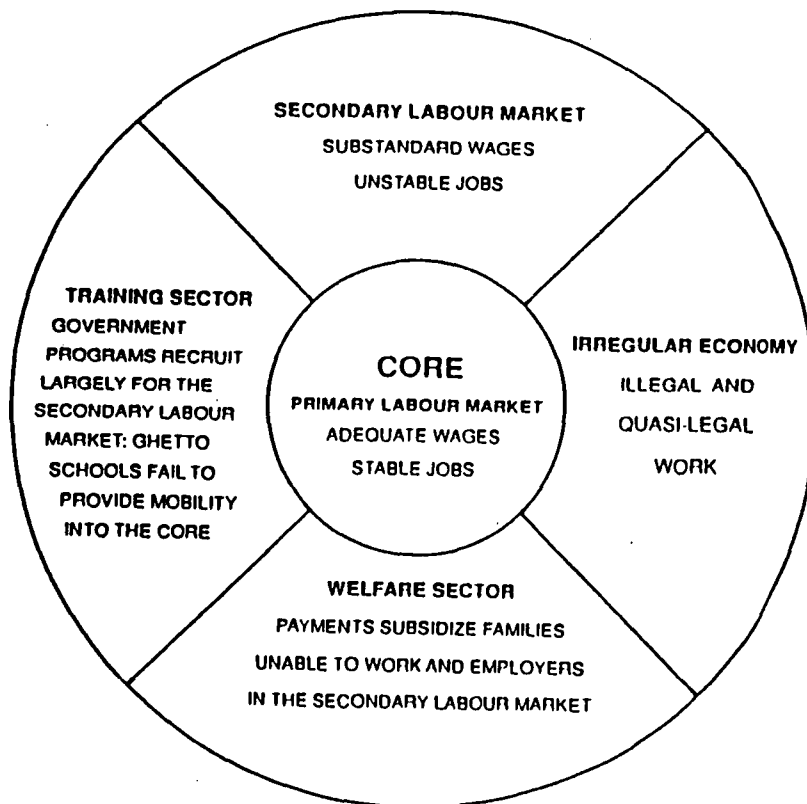 SECONDARY LABOUR MARKET
SUBSTANDARD WAGES
UNSTABLE JOBS
TRAINING SECTOR
GOVERNMENT
PROGRAMS RECRUIT
LARGELY FOR THE
SECONDARY LABOUR
MARKET: GHETTO
SCHOOLS FAIL TO
PROVIDE MOBILITY
INTO THE CORE
CORE
PRIMARY LABOUR MARKET
ADEQUATE WAGES
STABLE JOBS
IRREGULAR ECONOMY
ILLEGAL AND
QUASI-LEGAL
WORK
WELFARE SECTOR
PAYMENTS SUBSIDIZE FAMILIES
UNABLE TO WORK AND EMPLOYERS
IN THE SECONDARY LABOUR MARKET